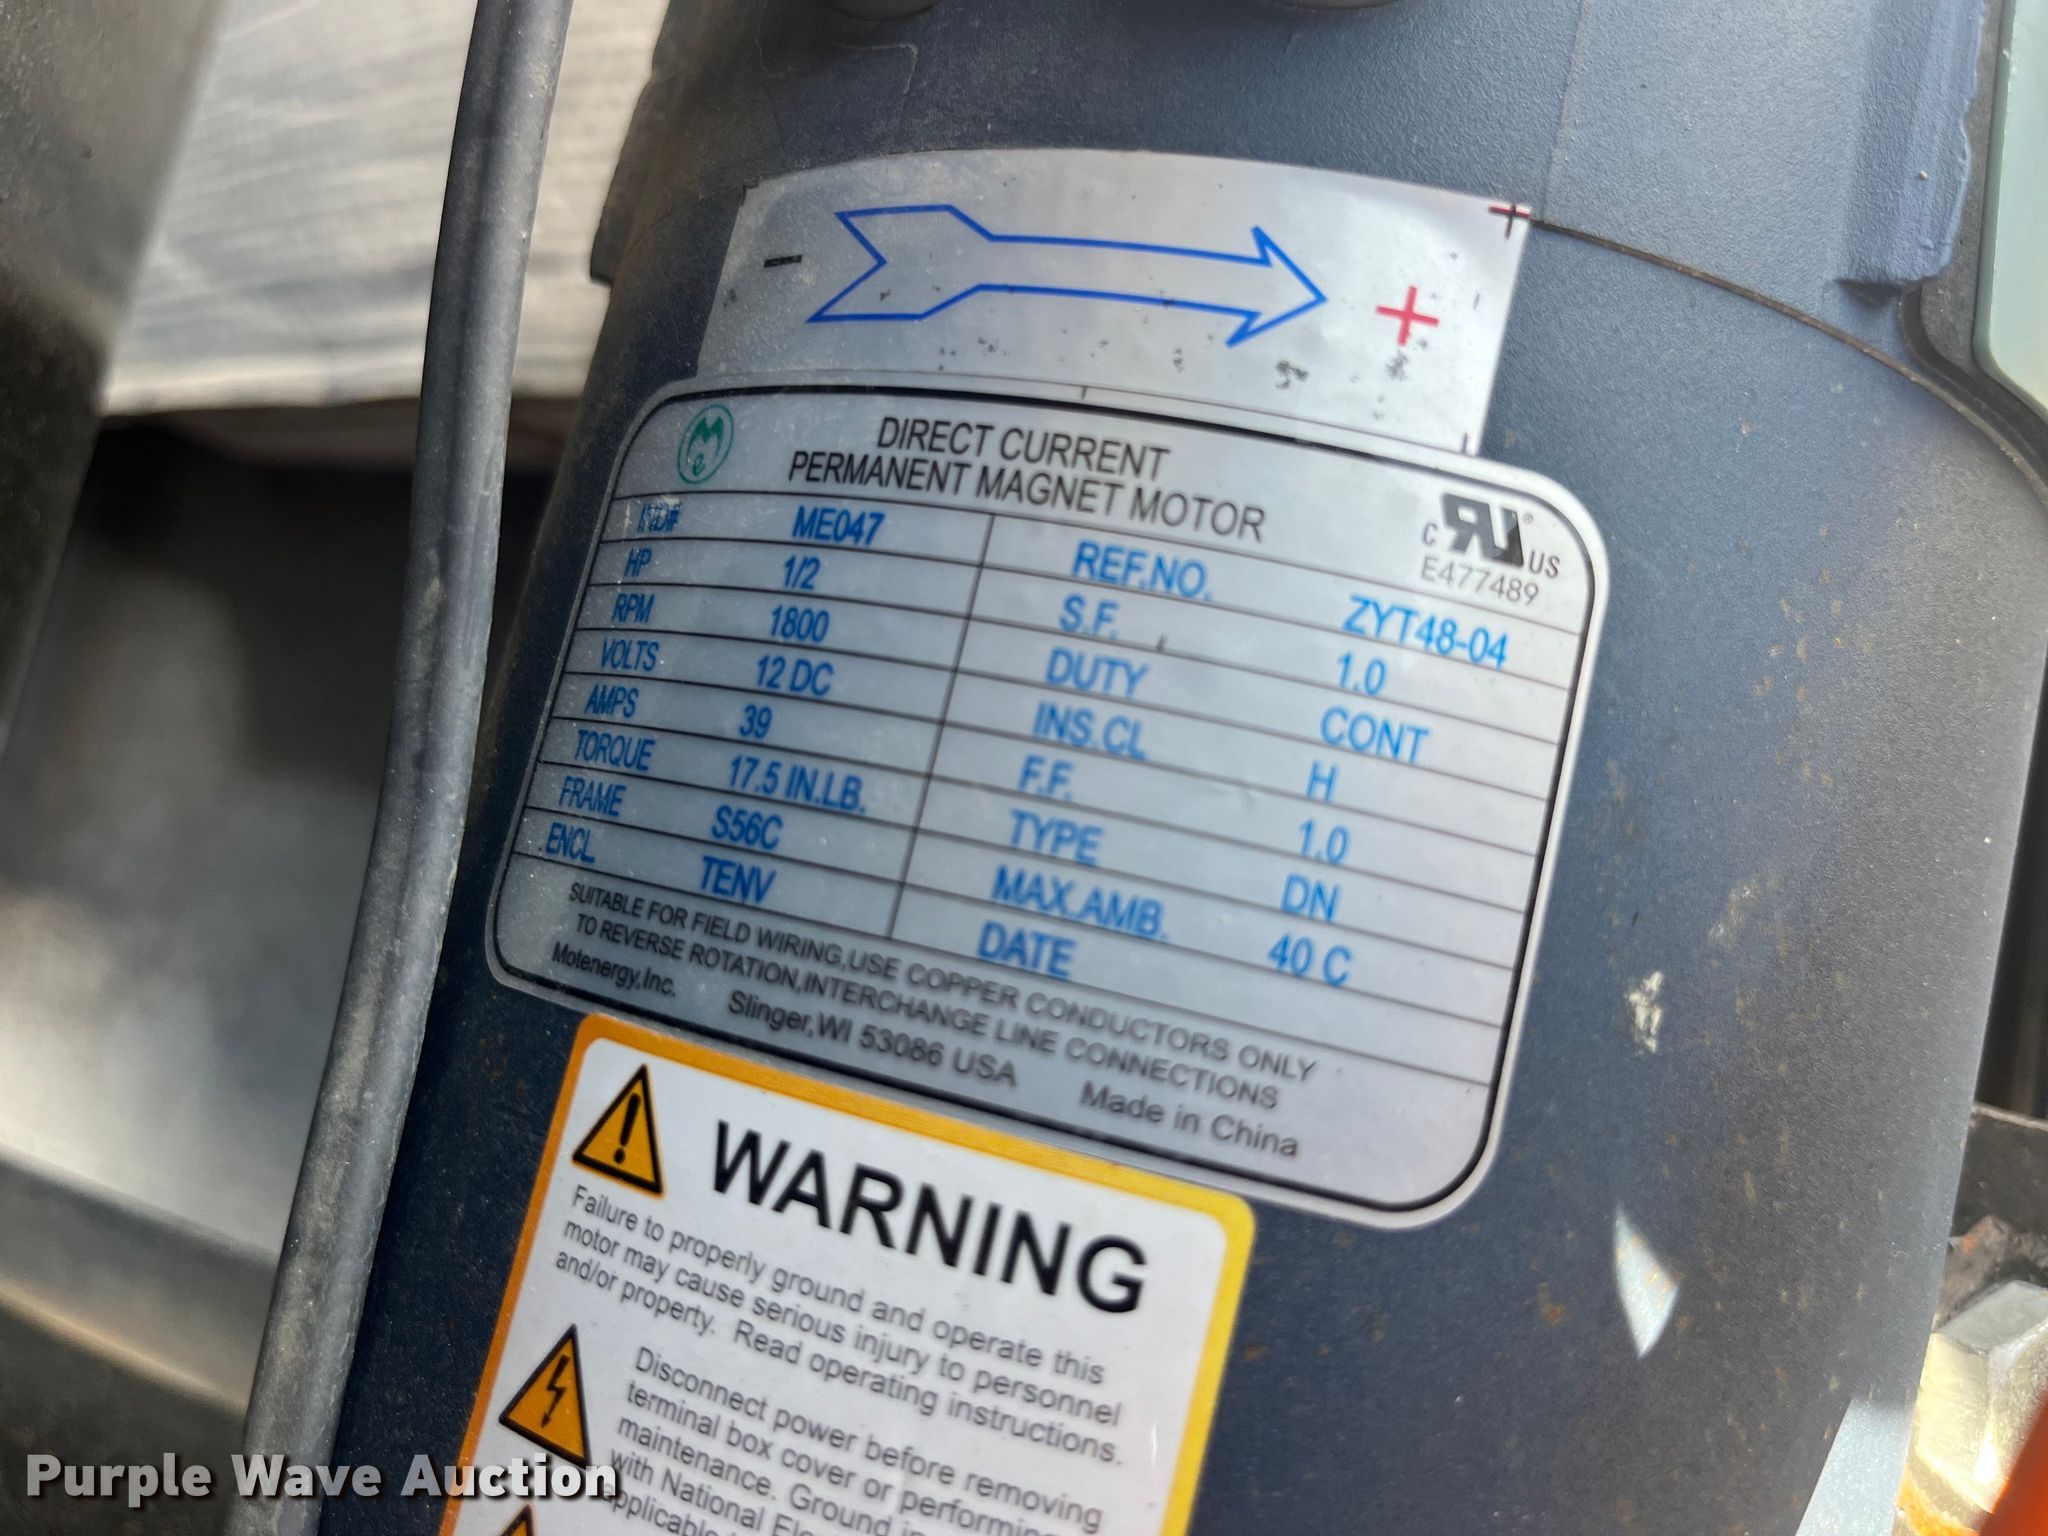 -
+
DIRECT CURRENT
PERMANENT MAGNET MOTOR
c RU ® US
E477489
IND# ME047 REF.NO. ZYT48-04
HP 1/2 S.F. 1.0
RPM 1800 DUTY CONT
VOLTS 12 DC INS.CL H
AMPS 39 F.F. 1.0
TORQUE 17.5 IN.LB. TYPE DN
FRAME S56C MAX.AMB. 40 C
ENCL TENV DATE
SUITABLE FOR FIELD WIRING,USE COPPER CONDUCTORS ONLY
TO REVERSE ROTATION,INTERCHANGE LINE CONNECTIONS
Motenergy,Inc. Slinger,WI 53086 USA Made in China
WARNING
Failure to properly ground and operate this
motor may cause serious injury to personnel
and/or property. Read operating instructions.
Disconnect power before removing
terminal box cover or performing
maintenance. Ground
with National
applicable
Purple Wave Auction